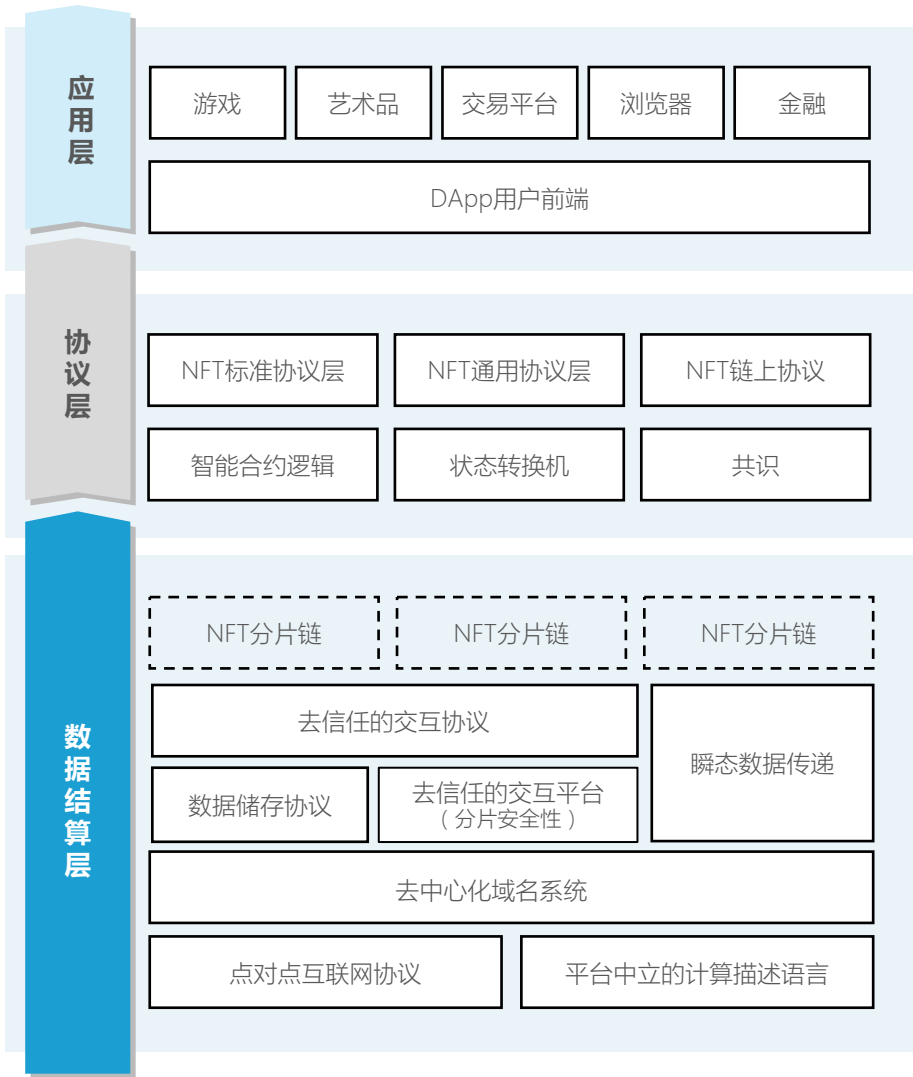 应用层
游戏
艺术品
交易平台
浏览器
金融
DApp用户前端
协议层
NFT标准协议层
NFT通用协议层
NFT链上协议
智能合约逻辑
状态转换机
共识
数据结算层
NFT分片链
NFT分片链
NFT分片链
去信任的交互协议
瞬态数据传递
数据储存协议
去信任的交互平台
（分片安全性）
去中心化域名系统
点对点互联网协议
平台中立的计算描述语言